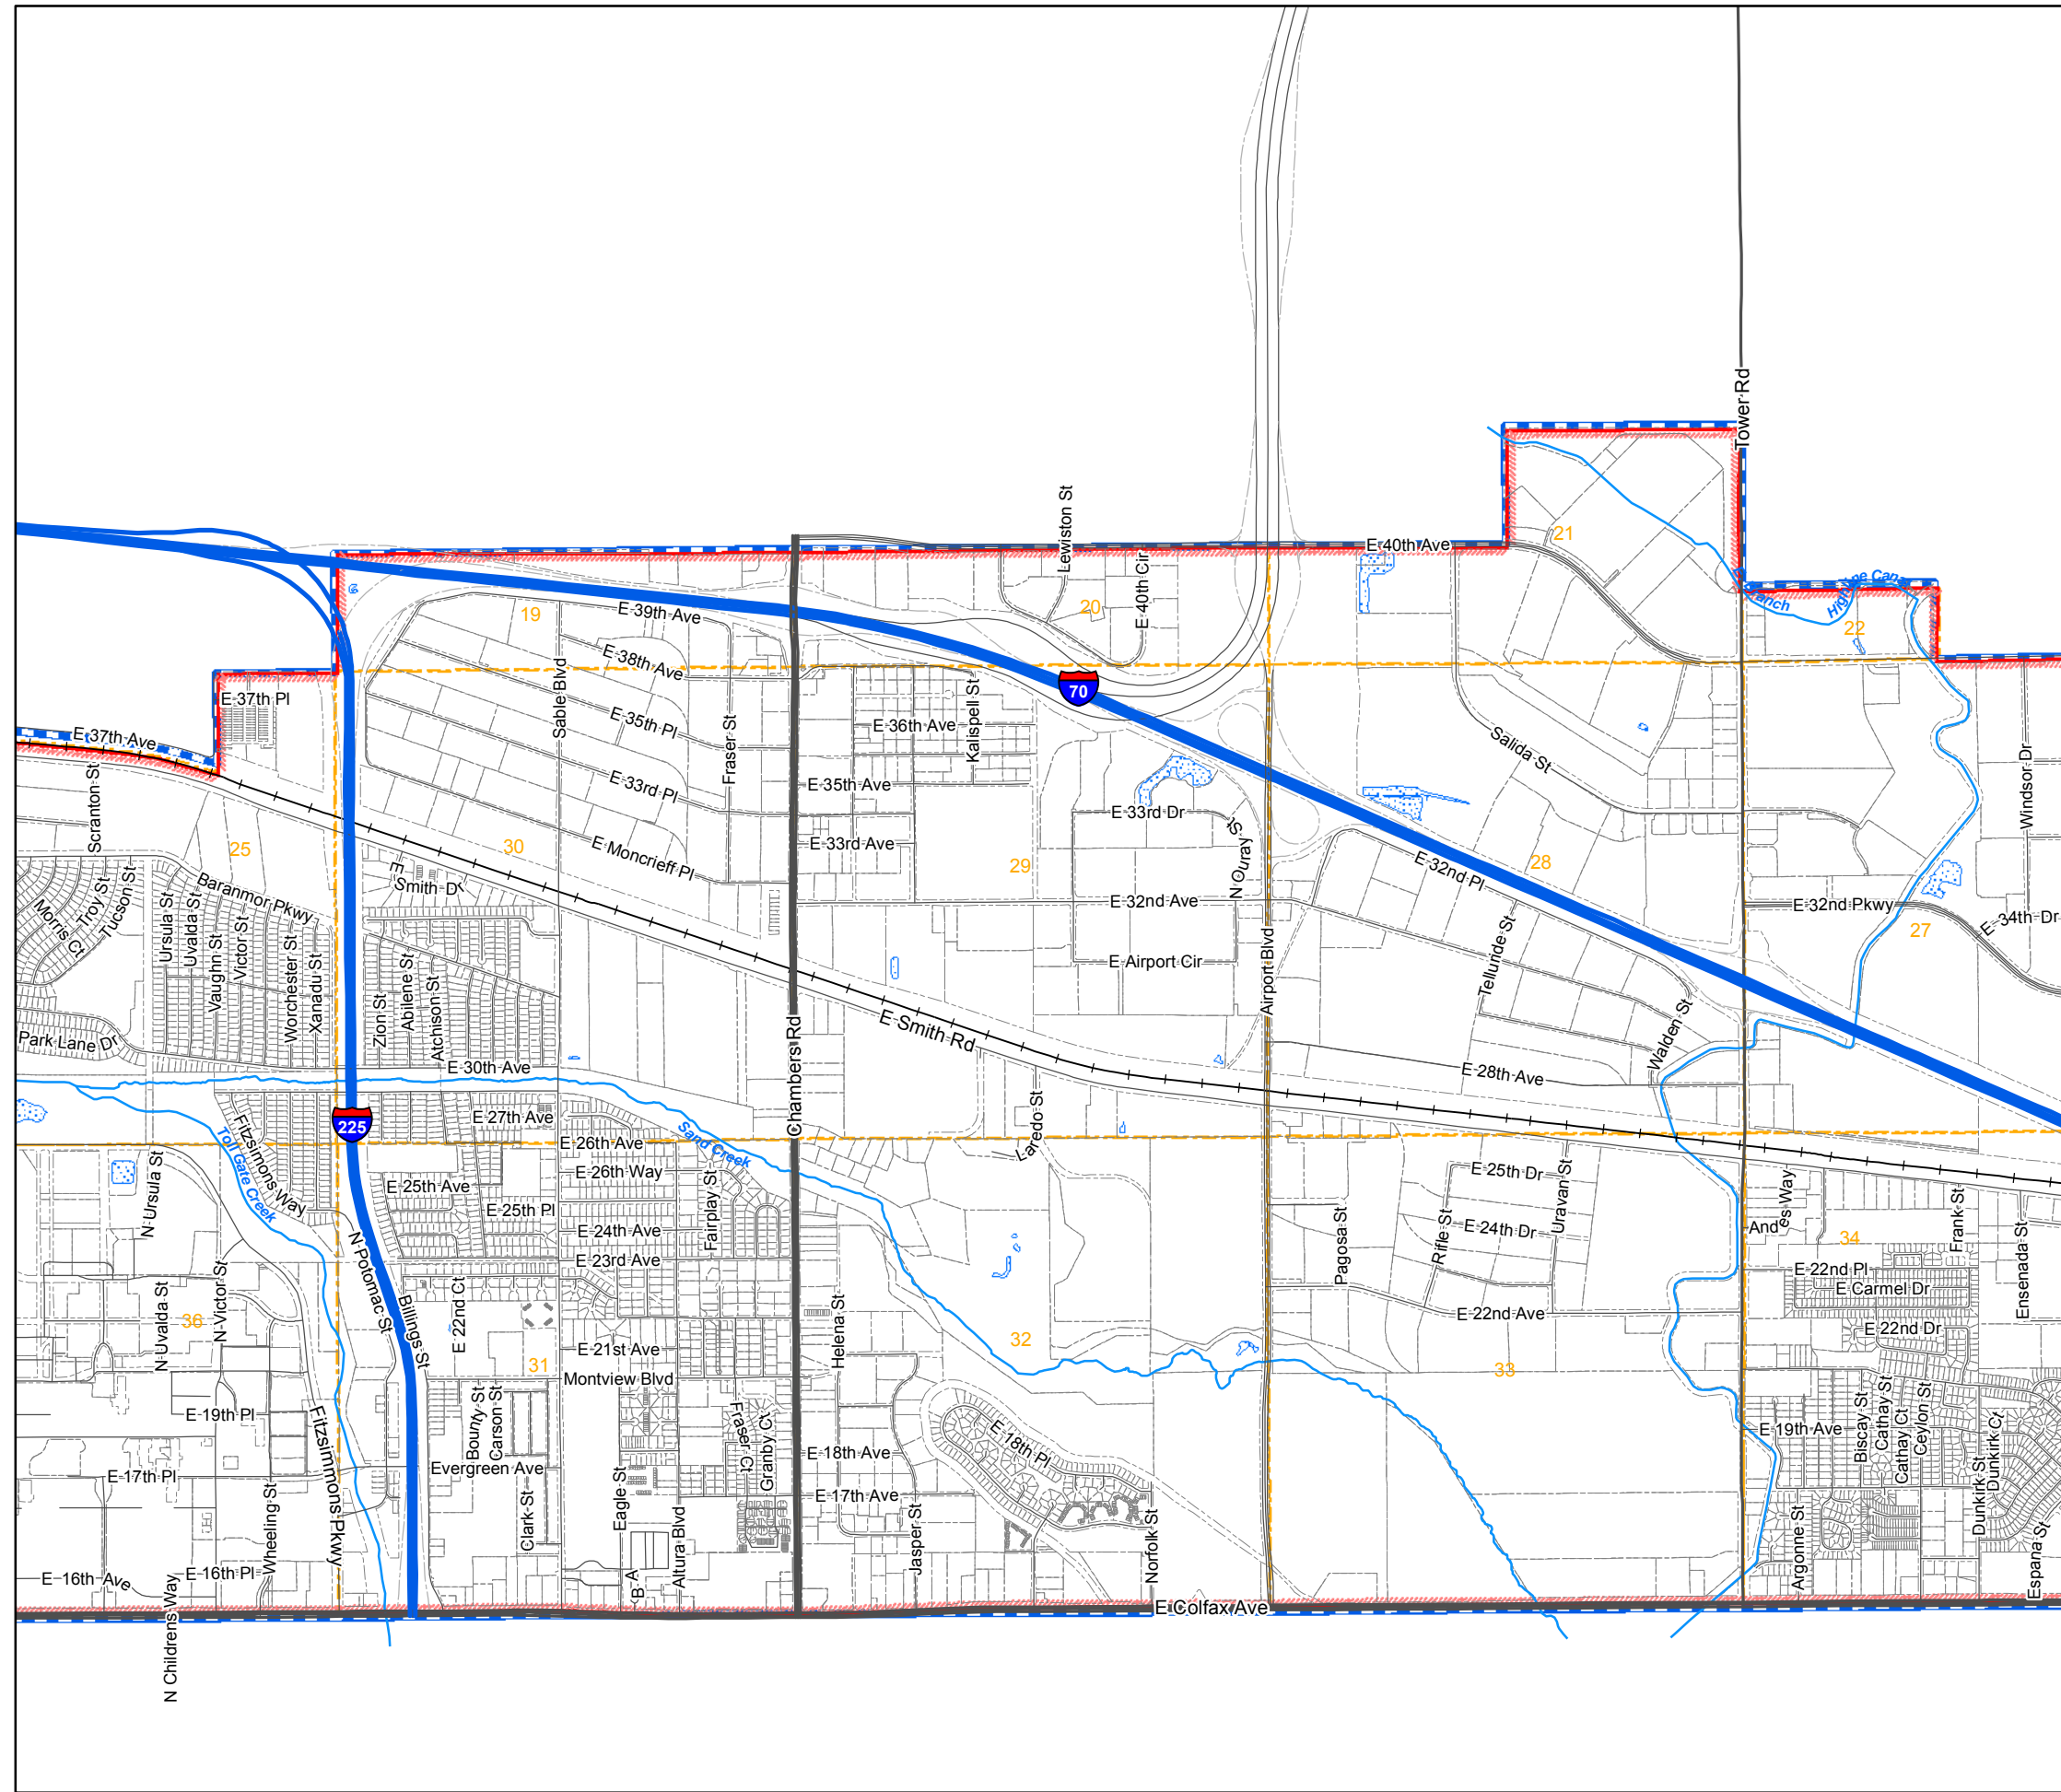 Tower Rd
Lewiston St
E 40th Ave
21
E 40th Cir
20
19
E 39th Ave
6
High Line Canal
22
E 38th Ave
Sable Blvd
E 37th Pl
70
Kalispell St
E 36th Ave
E 35th Pl
Fraser St
E 37th Ave
Salida St
Windsor Dr
E 35th Ave
E 33rd Pl
E 33rd Dr
N Ouray St
Scranton St
25
30
E Moncrieff Pl
E 33rd Ave
29
28
E 32nd Pl
E Smith Dr
Baranmor Pkwy
Troy St
Tucson St
Morris Ct
Ursula St
Uvalda St
Vaughn St
Victor St
Worchester St
Xanadu St
Zion St
Abilene St
Atchison St
E 32nd Ave
E 32nd Pkwy
27
E 34th Dr
Telluride St
E Airport Cir
Airport Blvd
Walden St
Park Lane Dr
E 30th Ave
Chambers Rd
E Smith Rd
E 28th Ave
225
E 27th Ave
Laredo St
Fitzsimons Way
Toll Gate Creek
E 26th Ave
Sand Creek
E 26th Way
E 25th Ave
E 25th Pl
Fairplay St
E 25th Dr
Uravan St
N Ursula St
E 24th Ave
E 24th Dr
Rifle St
Pagosa St
Andes Way
Frank St
34
Ensenada St
E 23rd Ave
N Potomac St
Billings St
E 22nd Ct
E 22nd Pl
E Carmel Dr
N Uvalda St
36
N Victor St
Helena St
E 22nd Ave
E 22nd Dr
32
33
31
E 21st Ave
Montview Blvd
E 19th Pl
Fitzsimmons Pkwy
Bounty St
Carson St
Fraser Ct
Granby Ct
E 18th Ave
E 18th Pl
E 19th Ave
Biscay St
Cathay St
Cathay Ct
Ceylon St
Dunkirk St
Dunkirk Ct
E 17th Pl
Evergreen Ave
E 17th Ave
Wheeling St
Clark St
Eagle St
Altura Blvd
Jasper St
Norfolk St
Argonne St
Espana St
E 16th Ave
E 16th Pl
B A
N Childrens Way
E Colfax Ave